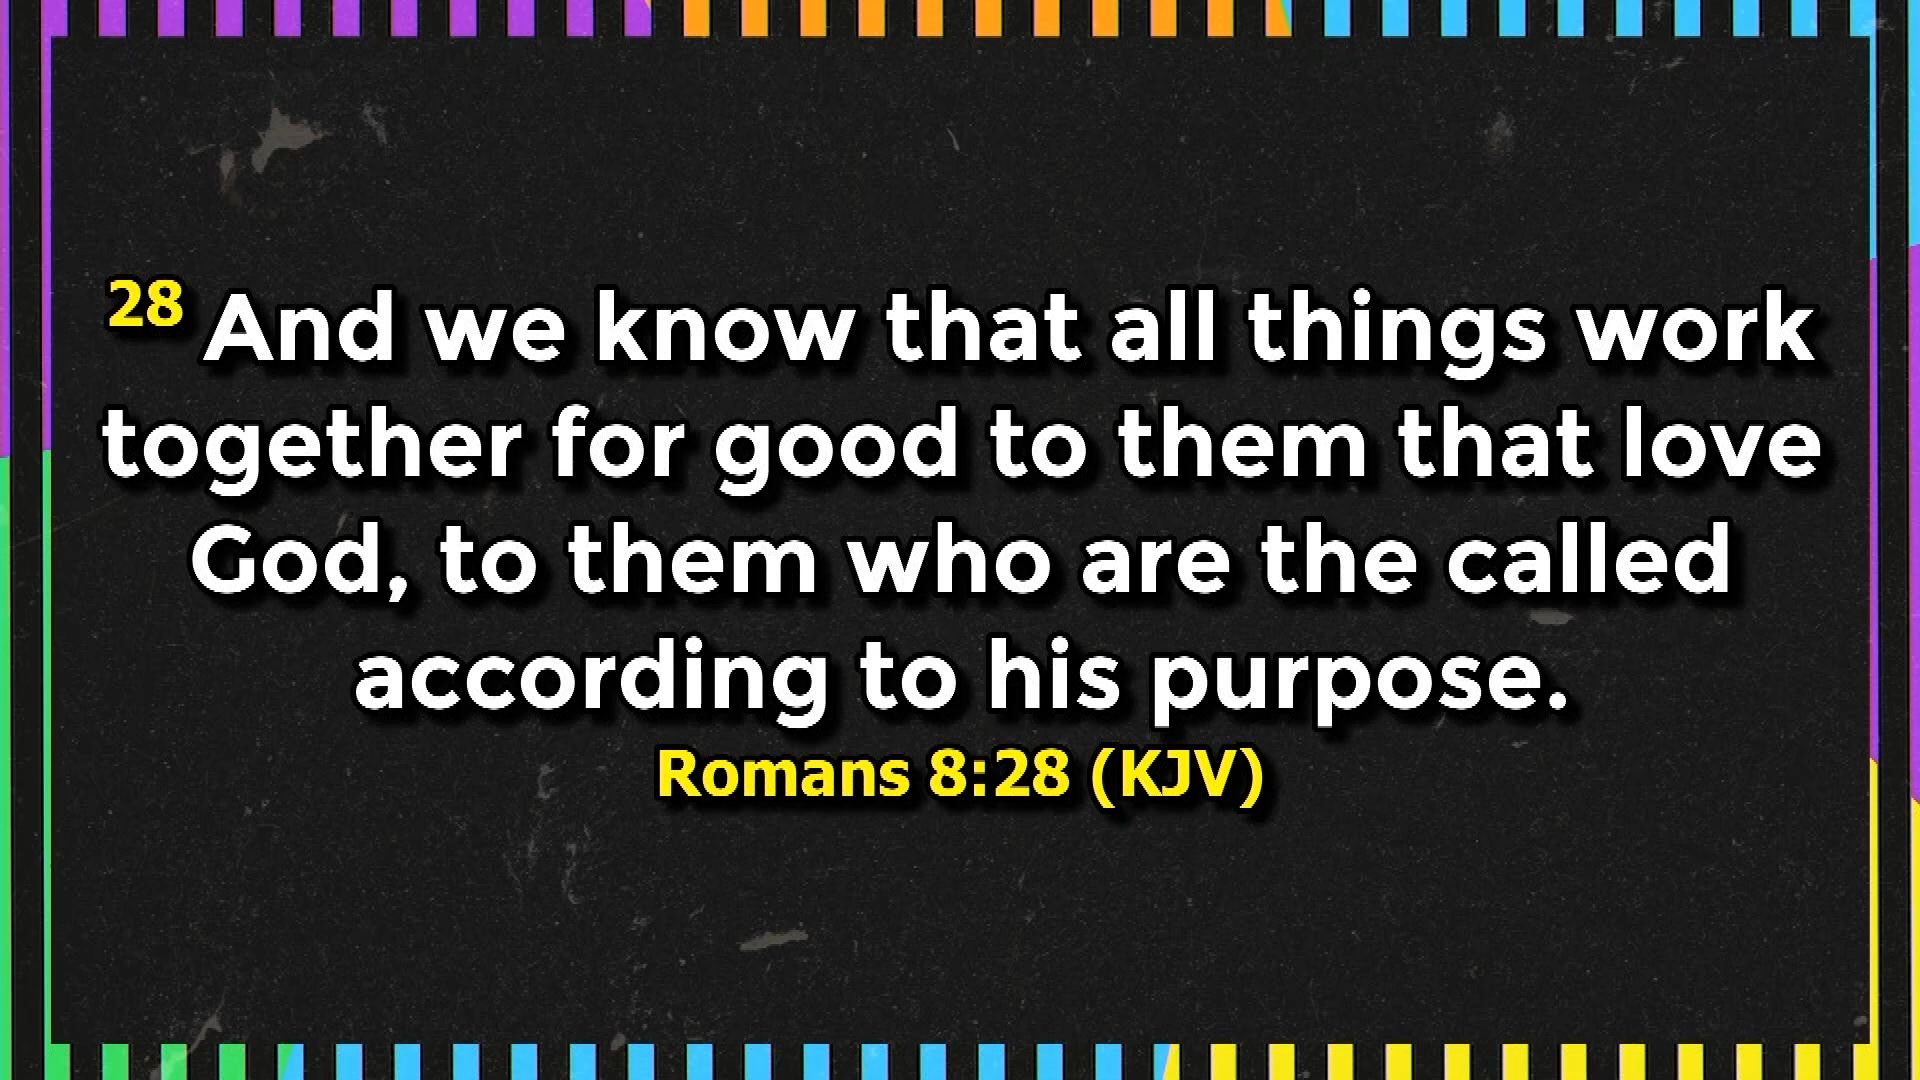 28 And we know that all things work
together for good to them that love
God, to them who are the called
according to his purpose.
Romans 8:28 (KJV)